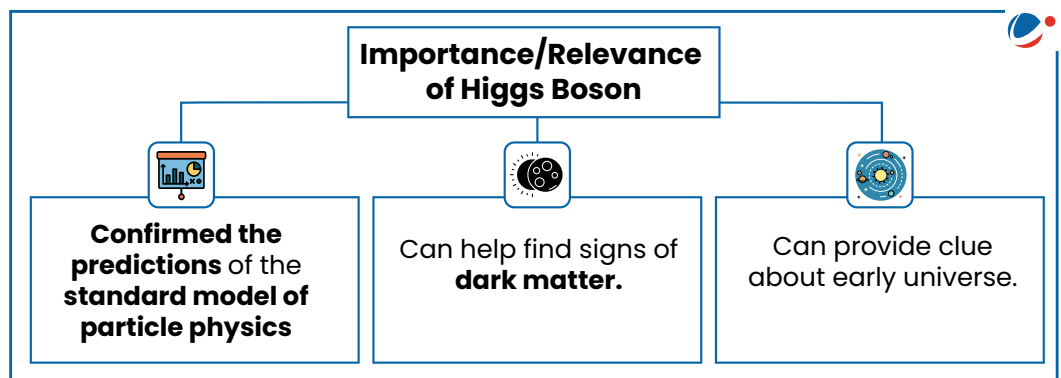 Importance/Relevance
of Higgs Boson
Confirmed the
predictions of the
standard model of
particle physics
Can help find signs of
dark matter.
Can provide clue
about early universe.